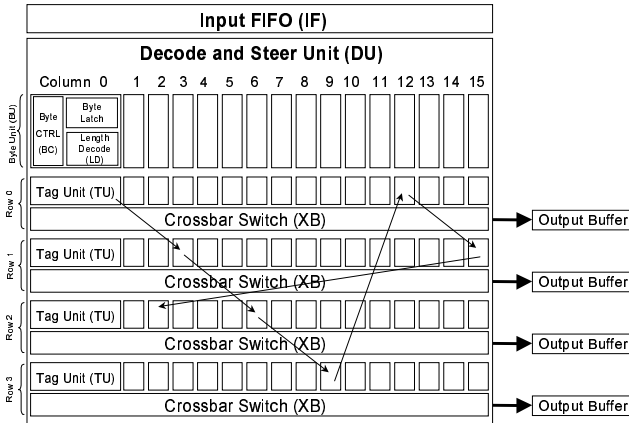 Input FIFO (IF)
Decode and Steer Unit (DU)
Column 0 1 2 3 4 5 6 7 8 9 10 11 12 13 14 15
Byte Unit (BU)
Byte
CTRL
(BC)
Byte
Latch
Length
Decode
(LD)
Row 0
Tag Unit (TU)
Crossbar Switch (XB)
Output Buffer
Row 1
Tag Unit (TU)
Crossbar Switch (XB)
Output Buffer
Row 2
Tag Unit (TU)
Crossbar Switch (XB)
Output Buffer
Row 3
Tag Unit (TU)
Crossbar Switch (XB)
Output Buffer